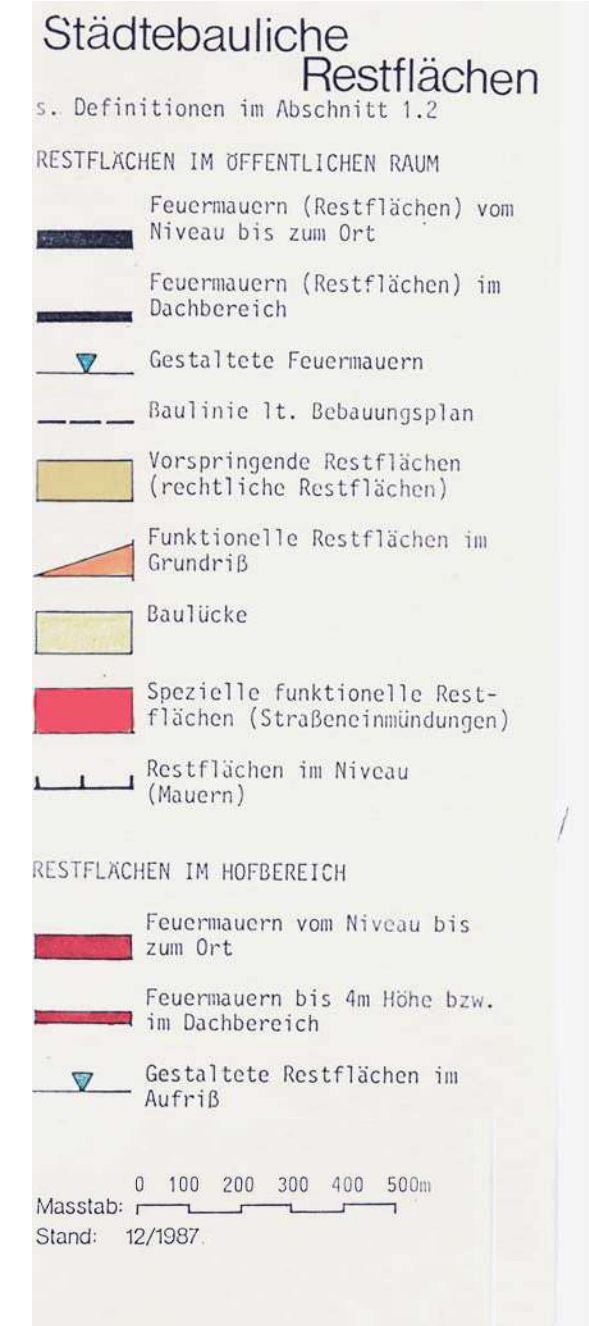 Städtebauliche
Restflächen
s. Definitionen im Abschnitt 1.2
RESTFLÄCHEN IM ÖFFENTLICHEN RAUM
Feuermauern (Restflächen) vom
Niveau bis zum Ort
Feuermauern (Restflächen) im
Dachbereich
Gestaltete Feuermauern
Baulinie lt. Bebauungsplan
Vorspringende Restflächen
(rechtliche Restflächen)
Funktionelle Restflächen im
Grundriß
Baulücke
Spezielle funktionelle Rest-
flächen (Straßeneinmündungen)
Restflächen im Niveau
(Mauern)
RESTFLÄCHEN IM HOFBEREICH
Feuermauern vom Niveau bis
zum Ort
Feuermauern bis 4m Höhe bzw.
im Dachbereich
Gestaltete Restflächen im
Aufriß
0 100 200 300 400 500m
Masstab:
Stand: 12/1987.